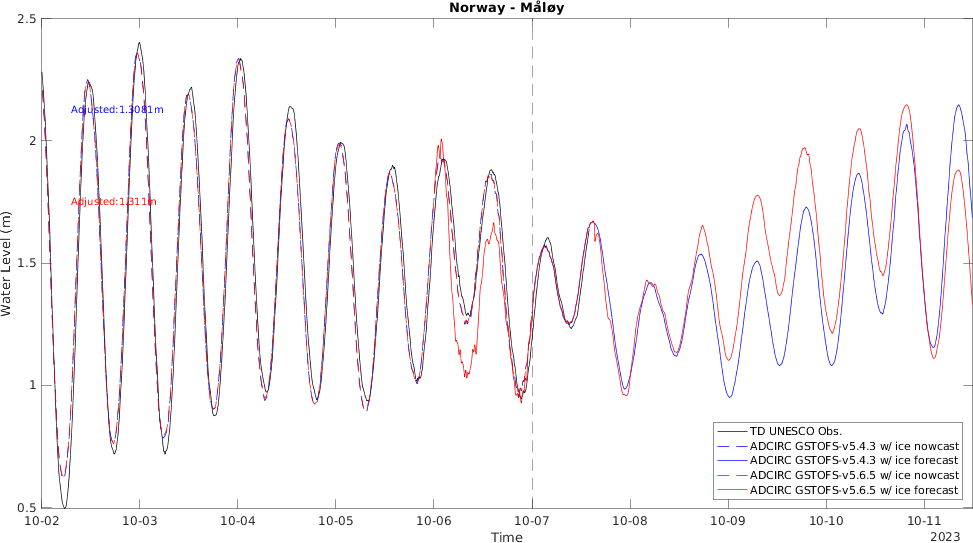 Norway - Måløy
Water Level (m)
2.5
2
1.5
1
0.5
Adjusted:1.3081m
Adjusted:1.311m
TD UNESCO Obs.
ADCIRC GSTOFS-v5.4.3 w/ ice nowcast
ADCIRC GSTOFS-v5.4.3 w/ ice forecast
ADCIRC GSTOFS-v5.6.5 w/ ice nowcast
ADCIRC GSTOFS-v5.6.5 w/ ice forecast
10-02 10-03 10-04 10-05 10-06 10-07 10-08 10-09 10-10 10-11
Time
2023